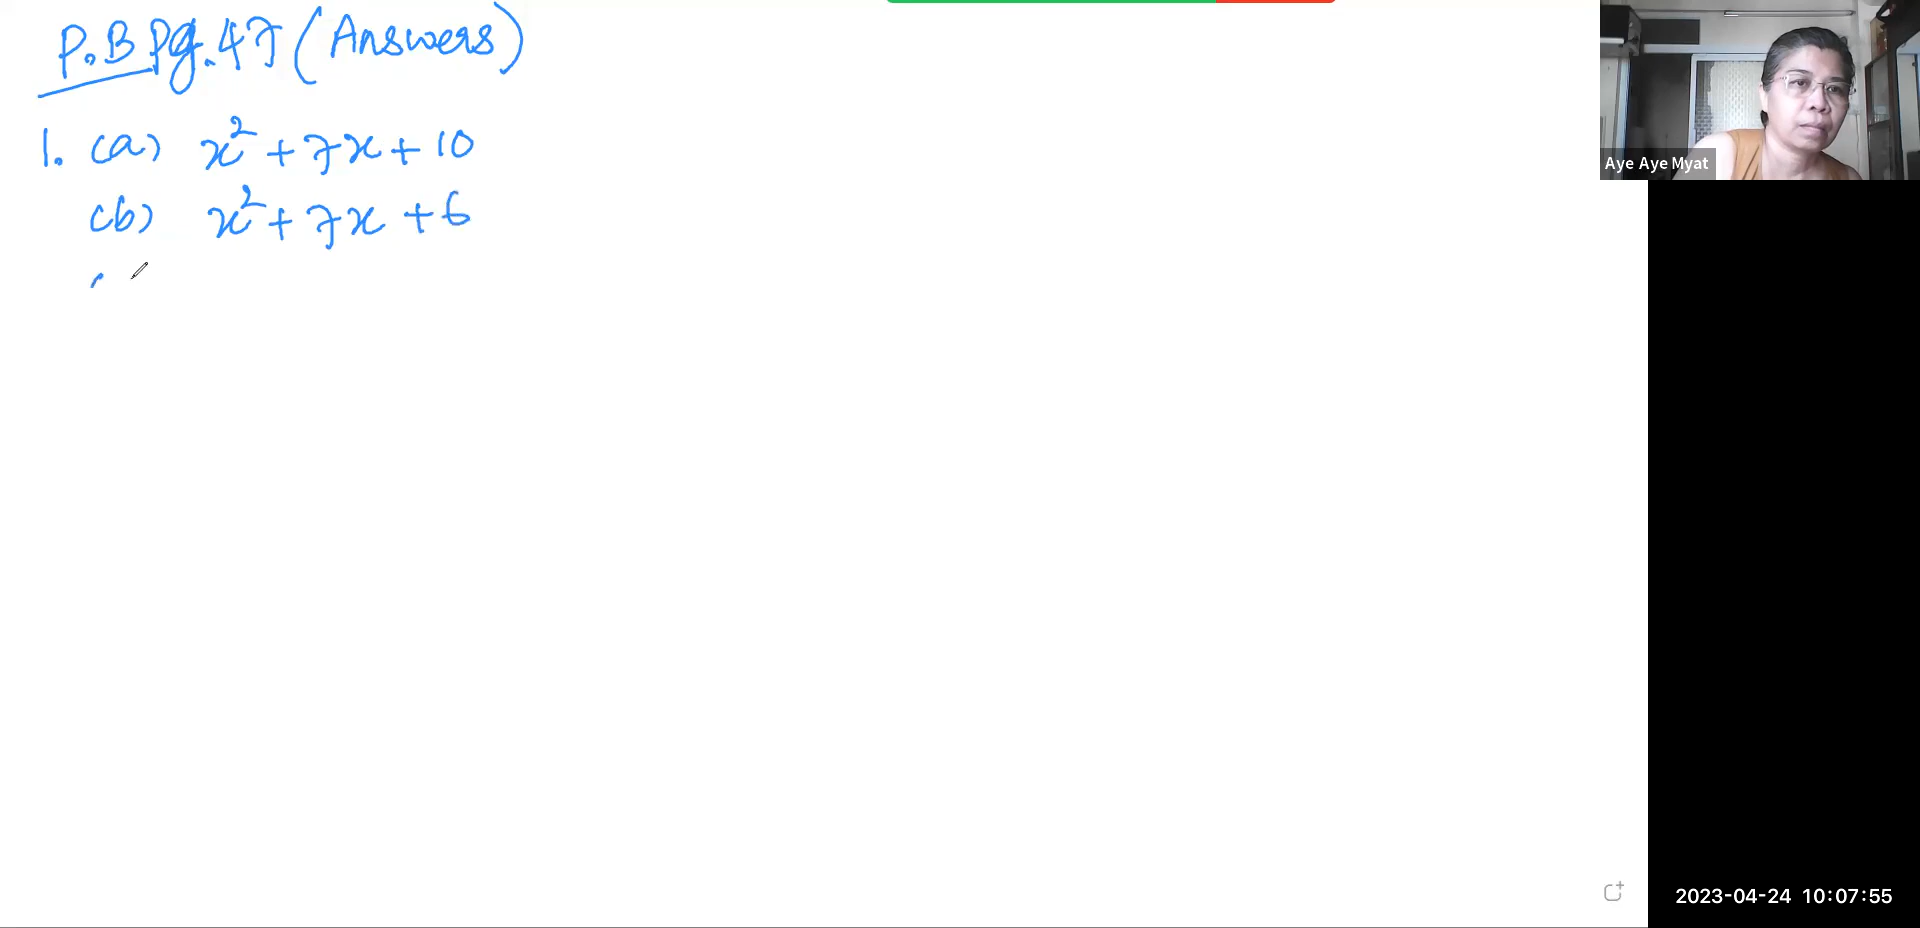 P.B Pg.47 (Answers)
1. (a) x² + 7x + 10
(b) x² + 7x + 6
(
Aye Aye Myat
2023-04-24 10:07:55